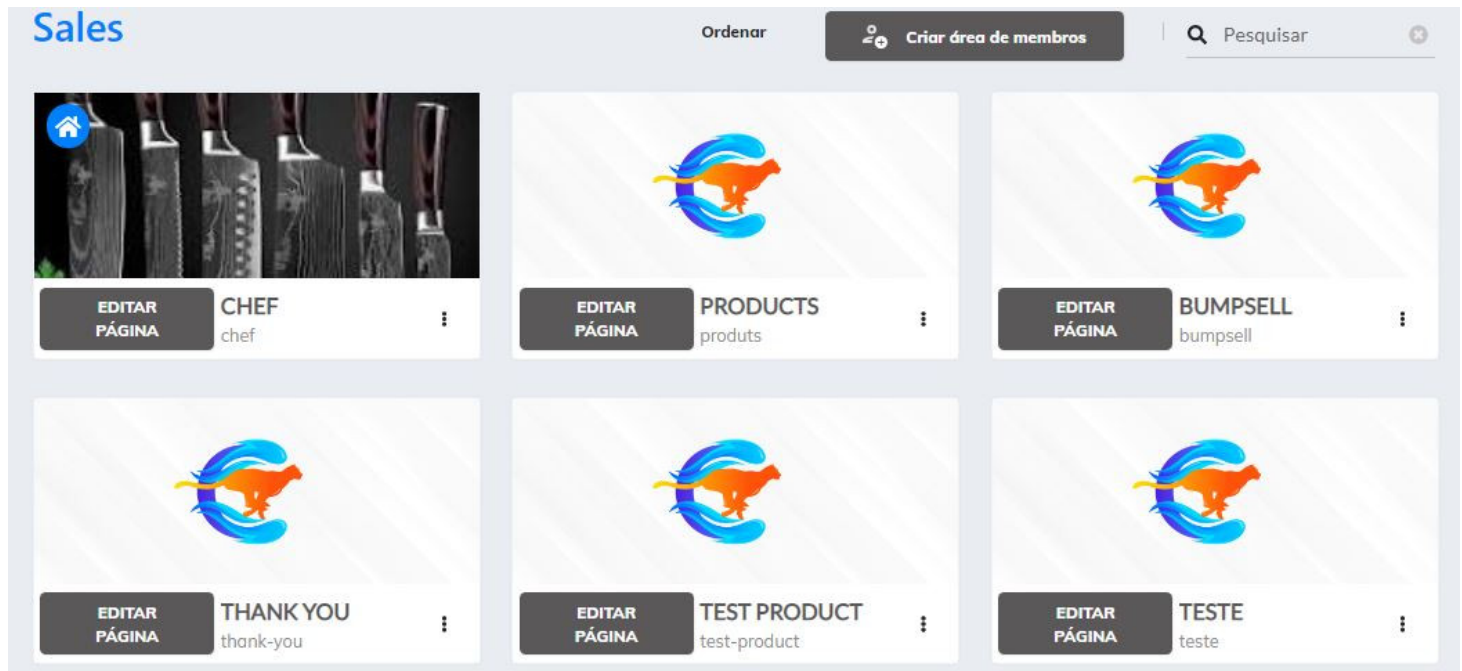 Sales
Ordenar
Criar área de membros
Pesquisar
EDITAR
PÁGINA
CHEF
chef
EDITAR
PÁGINA
PRODUCTS
produts
EDITAR
PÁGINA
BUMPSELL
bumpsell
EDITAR
PÁGINA
THANK YOU
thank-you
EDITAR
PÁGINA
TEST PRODUCT
test-product
EDITAR
PÁGINA
TESTE
teste